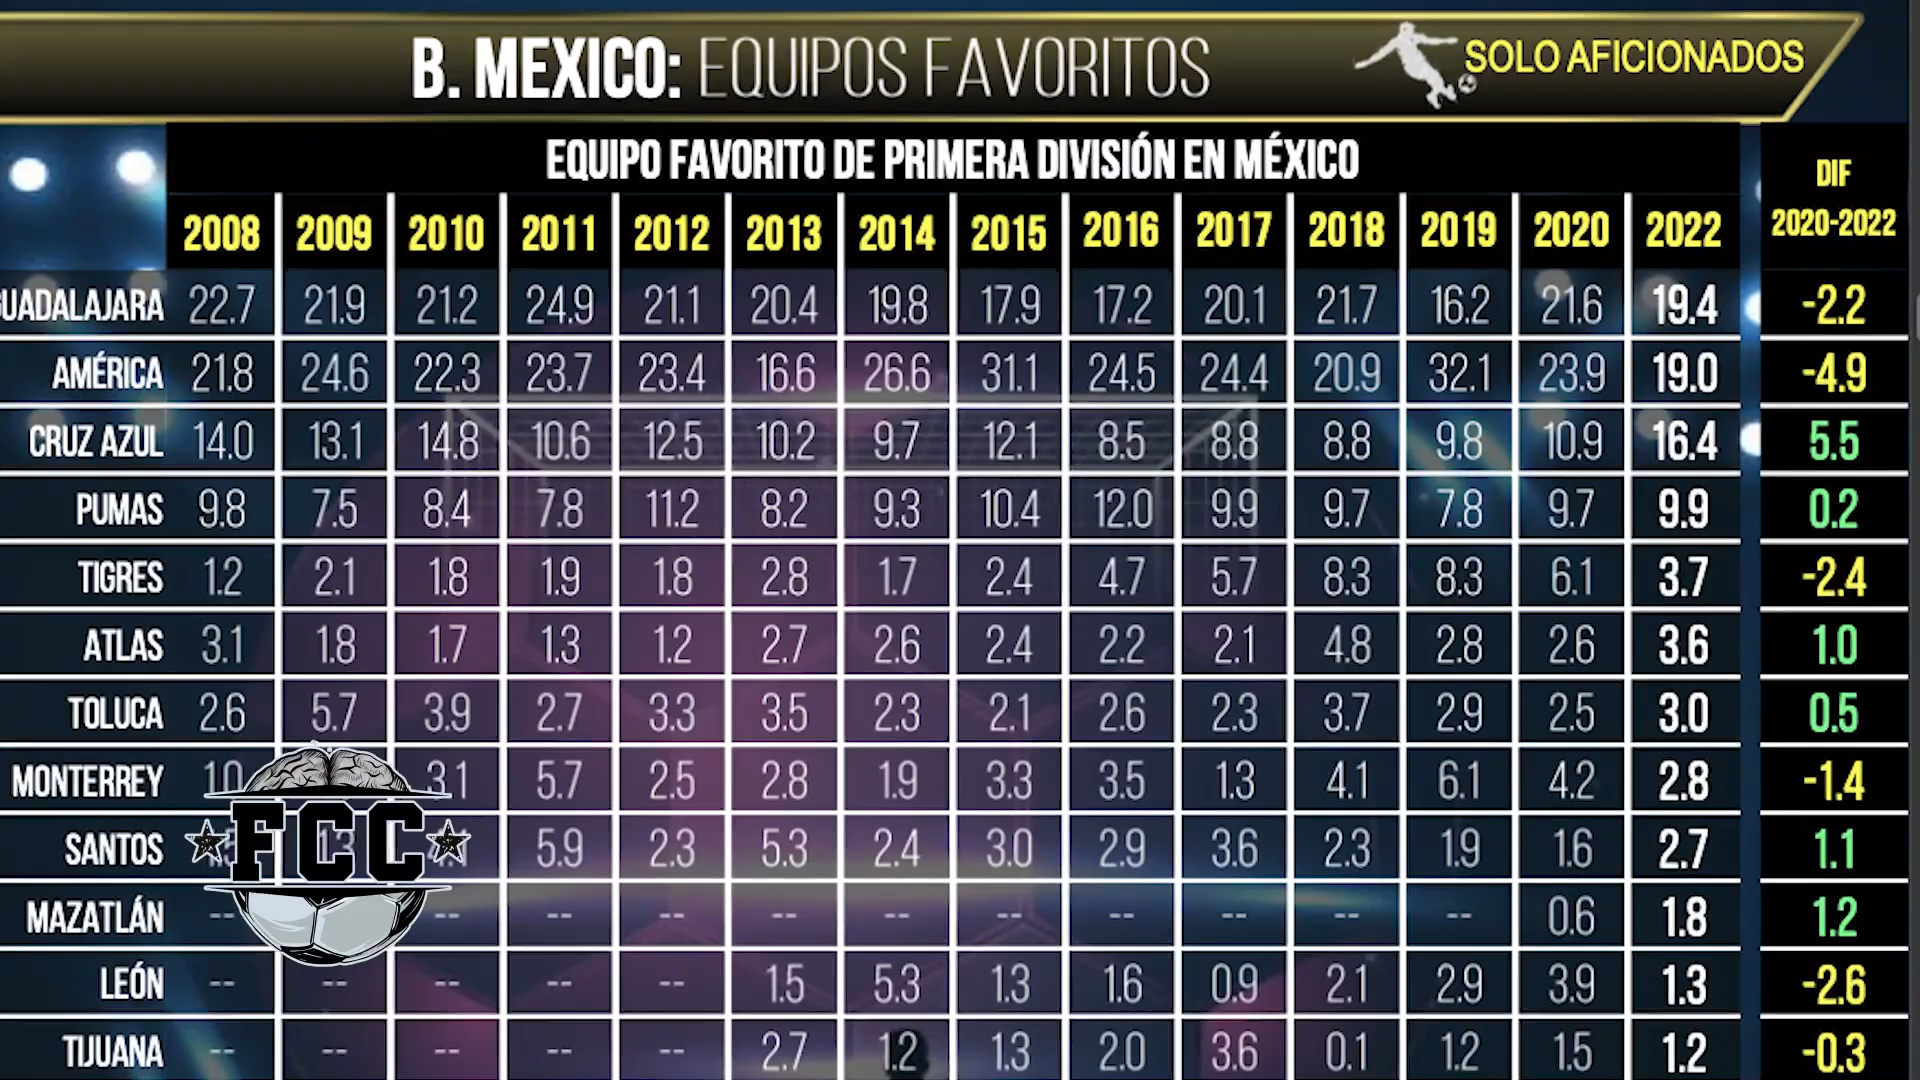 B. MEXICO: EQUIPOS FAVORITOS
SOLO AFICIONADOS
EQUIPO FAVORITO DE PRIMERA DIVISIÓN EN MÉXICO
DIF
2020-2022
2008 2009 2010 2011 2012 2013 2014 2015 2016 2017 2018 2019 2020 2022
UADALAJARA 22.7 21.9 21.2 24.9 21.1 20.4 19.8 17.9 17.2 20.1 21.7 16.2 21.6 19.4 -2.2
AMÉRICA 21.8 24.6 22.3 23.7 23.4 16.6 26.6 31.1 24.5 24.4 20.9 32.1 23.9 19.0 -4.9
CRUZ AZUL 14.0 13.1 14.8 10.6 12.5 10.2 9.7 12.1 8.5 8.8 8.8 9.8 10.9 16.4 5.5
PUMAS 9.8 7.5 8.4 7.8 11.2 8.2 9.3 10.4 12.0 9.9 9.7 7.8 9.7 9.9 0.2
TIGRES 1.2 2.1 1.8 1.9 1.8 2.8 1.7 2.4 4.7 5.7 8.3 8.3 6.1 3.7 -2.4
ATLAS 3.1 1.8 1.7 1.3 1.2 2.7 2.6 2.4 2.2 2.1 4.8 2.8 2.6 3.6 1.0
TOLUCA 2.6 5.7 3.9 2.7 3.3 3.5 2.3 2.1 2.6 2.3 3.7 2.9 2.5 3.0 0.5
MONTERREY 3.1 5.7 2.5 2.8 1.9 3.3 3.5 1.3 4.1 6.1 4.2 2.8 -1.4
SANTOS 5.9 2.3 5.3 2.4 3.0 2.9 3.6 2.3 1.9 1.6 2.7 1.1
FCC
MAZATLÁN -- -- -- -- -- -- -- -- -- -- -- 0.6 1.8 1.2
LEÓN -- -- -- -- -- 1.5 5.3 1.3 1.6 0.9 2.1 2.9 3.9 1.3 -2.6
TIJUANA -- -- -- -- -- 2.7 1.2 1.3 2.0 3.6 0.1 1.2 1.5 1.2 -0.3